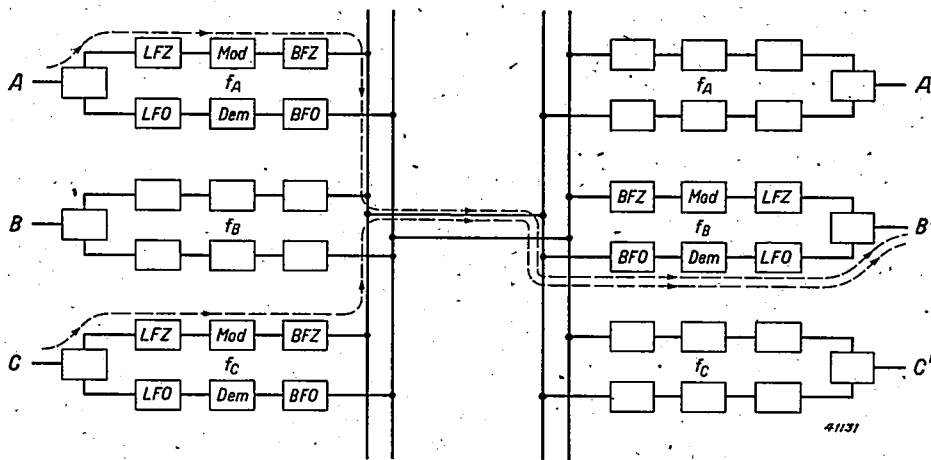 LFZ Mod BFZ
A f_A f_A A
LFO Dem BFO
BFZ Mod LFZ
B f_B f_B B'
BFO Dem LFO
LFZ Mod BFZ
C f_C f_C C'
LFO Dem BFO
41131